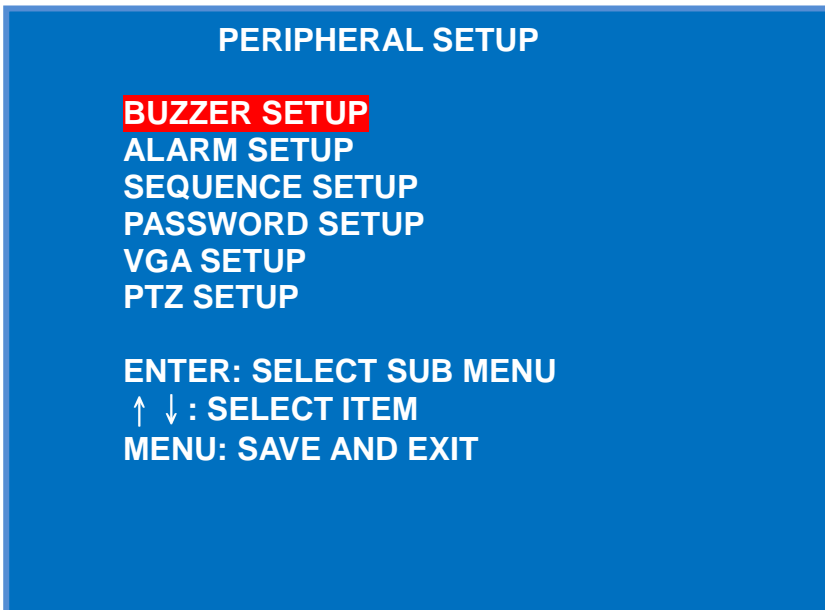 PERIPHERAL SETUP
BUZZER SETUP
ALARM SETUP
SEQUENCE SETUP
PASSWORD SETUP
VGA SETUP
PTZ SETUP
ENTER: SELECT SUB MENU
↑ ↓ : SELECT ITEM
MENU: SAVE AND EXIT